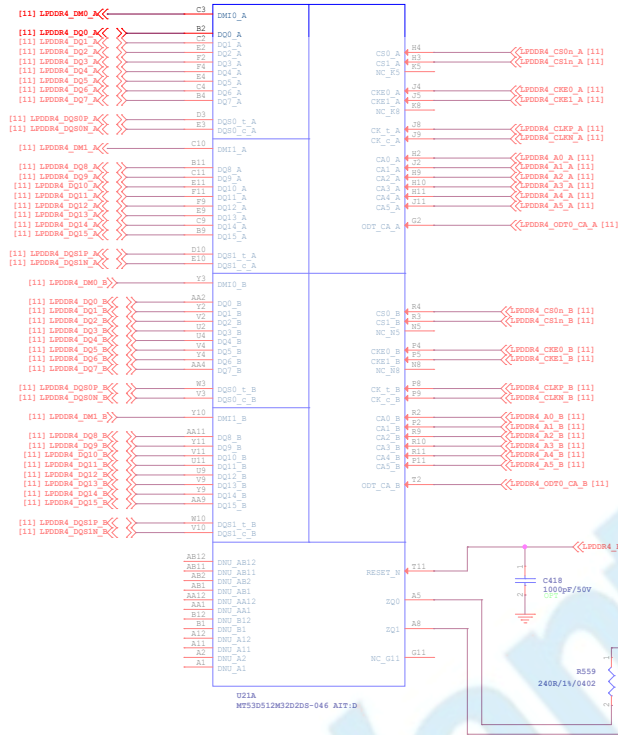 [11] LPDDR4_DM0_A C3 DMI0_A
[11] LPDDR4_DQ0_A B2 DQ0_A
[11] LPDDR4_DQ1_A C2 DQ1_A
[11] LPDDR4_DQ2_A E2 DQ2_A
[11] LPDDR4_DQ3_A F2 DQ3_A
[11] LPDDR4_DQ4_A F4 DQ4_A
[11] LPDDR4_DQ5_A E4 DQ5_A
[11] LPDDR4_DQ6_A C4 DQ6_A
[11] LPDDR4_DQ7_A B4 DQ7_A
[11] LPDDR4_DQS0P_A D3 DQS0_t_A
[11] LPDDR4_DQS0N_A E3 DQS0_c_A
[11] LPDDR4_DM1_A C10 DMI1_A
[11] LPDDR4_DQ8_A B11 DQ8_A
[11] LPDDR4_DQ9_A C11 DQ9_A
[11] LPDDR4_DQ10_A E11 DQ10_A
[11] LPDDR4_DQ11_A F11 DQ11_A
[11] LPDDR4_DQ12_A F9 DQ12_A
[11] LPDDR4_DQ13_A E9 DQ13_A
[11] LPDDR4_DQ14_A C9 DQ14_A
[11] LPDDR4_DQ15_A B9 DQ15_A
[11] LPDDR4_DQS1P_A D10 DQS1_t_A
[11] LPDDR4_DQS1N_A E10 DQS1_c_A
[11] LPDDR4_DM0_B Y3 DMI0_B
[11] LPDDR4_DQ0_B AA2 DQ0_B
[11] LPDDR4_DQ1_B Y2 DQ1_B
[11] LPDDR4_DQ2_B V2 DQ2_B
[11] LPDDR4_DQ3_B U2 DQ3_B
[11] LPDDR4_DQ4_B U4 DQ4_B
[11] LPDDR4_DQ5_B V4 DQ5_B
[11] LPDDR4_DQ6_B Y4 DQ6_B
[11] LPDDR4_DQ7_B AA4 DQ7_B
[11] LPDDR4_DQS0P_B W3 DQS0_t_B
[11] LPDDR4_DQS0N_B V3 DQS0_c_B
[11] LPDDR4_DM1_B Y10 DMI1_B
[11] LPDDR4_DQ8_B AA11 DQ8_B
[11] LPDDR4_DQ9_B Y11 DQ9_B
[11] LPDDR4_DQ10_B V11 DQ10_B
[11] LPDDR4_DQ11_B U11 DQ11_B
[11] LPDDR4_DQ12_B U9 DQ12_B
[11] LPDDR4_DQ13_B V9 DQ13_B
[11] LPDDR4_DQ14_B Y9 DQ14_B
[11] LPDDR4_DQ15_B AA9 DQ15_B
[11] LPDDR4_DQS1P_B W10 DQS1_t_B
[11] LPDDR4_DQS1N_B V10 DQS1_c_B
AB12 DNU_AB12
AB11 DNU_AB11
AB2 DNU_AB2
AB1 DNU_AB1
AA12 DNU_AA12
AA1 DNU_AA1
B12 DNU_B12
B1 DNU_B1
A12 DNU_A12
A11 DNU_A11
A2 DNU_A2
A1 DNU_A1
CS0_A H4 LPDDR4_CS0n_A [11]
CS1_A H3 LPDDR4_CS1n_A [11]
NC_K5 K5
CKE0_A J4 LPDDR4_CKE0_A [11]
CKE1_A J5 LPDDR4_CKE1_A [11]
NC_K8 K8
CK_t_A J8 LPDDR4_CLKP_A [11]
CK_c_A J9 LPDDR4_CLKN_A [11]
CA0_A H2 LPDDR4_A0_A [11]
CA1_A J2 LPDDR4_A1_A [11]
CA2_A H9 LPDDR4_A2_A [11]
CA3_A H10 LPDDR4_A3_A [11]
CA4_A H11 LPDDR4_A4_A [11]
CA5_A J11 LPDDR4_A5_A [11]
ODT_CA_A G2 LPDDR4_ODT0_CA_A [11]
CS0_B R4 LPDDR4_CS0n_B [11]
CS1_B R3 LPDDR4_CS1n_B [11]
NC_N5 N5
CKE0_B P4 LPDDR4_CKE0_B [11]
CKE1_B P5 LPDDR4_CKE1_B [11]
NC_N8 N8
CK_t_B P8 LPDDR4_CLKP_B [11]
CK_c_B P9 LPDDR4_CLKN_B [11]
CA0_B R2 LPDDR4_A0_B [11]
CA1_B P2 LPDDR4_A1_B [11]
CA2_B R9 LPDDR4_A2_B [11]
CA3_B R10 LPDDR4_A3_B [11]
CA4_B R11 LPDDR4_A4_B [11]
CA5_B P11 LPDDR4_A5_B [11]
ODT_CA_B T2 LPDDR4_ODT0_CA_B [11]
RESET_N T11
ZQ0 A5
ZQ1 A8
NC_G11 G11
1
C418
1000pF/50V
2
1
R559
240R/1%/0402
2
U21A
MT53D512M32D2DS-046 AIT:D